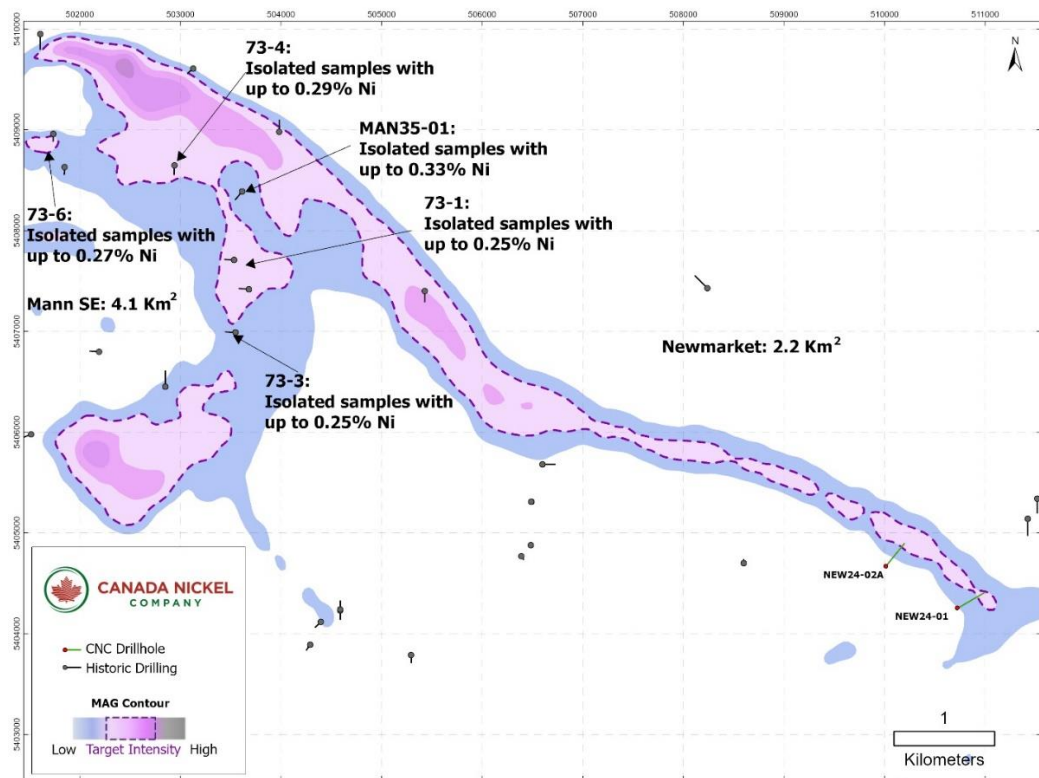 502000 503000 504000 505000 506000 507000 508000 509000 510000 511000
5410000
5409000
5408000
5407000
5406000
5405000
5404000
5403000
N
73-4:
Isolated samples with
up to 0.29% Ni
MAN35-01:
Isolated samples with
up to 0.33% Ni
73-1:
Isolated samples with
up to 0.25% Ni
73-6:
Isolated samples with
up to 0.27% Ni
Mann SE: 4.1 Km²
Newmarket: 2.2 Km²
73-3:
Isolated samples with
up to 0.25% Ni
NEW24-02A
NEW24-01
CANADA NICKEL
COMPANY
CNC Drillhole
Historic Drilling
MAG Contour
Low Target Intensity High
1
Kilometers